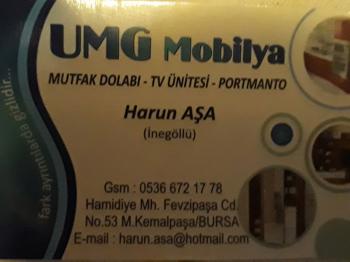 UMG Mobilya
MUTFAK DOLABI - TV ÜNİTESİ - PORTMANTO
Harun AŞA
(İnegöllü)
fark ayrıntılarda gizlidir...
Gsm : 0536 672 17 78
Hamidiye Mh. Fevzipaşa Cd.
No.53 M.Kemalpaşa/BURSA
E-mail : harun.asa@hotmail.com